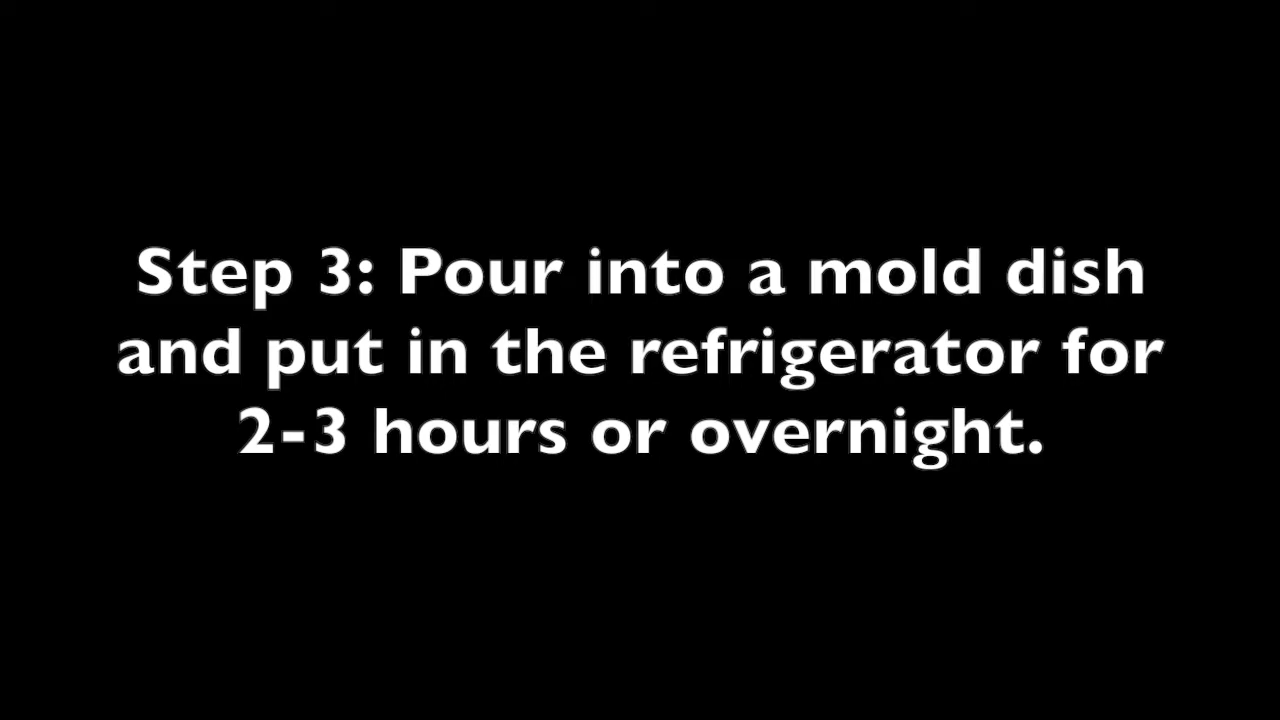 Step 3: Pour into a mold dish
and put in the refrigerator for
2-3 hours or overnight.